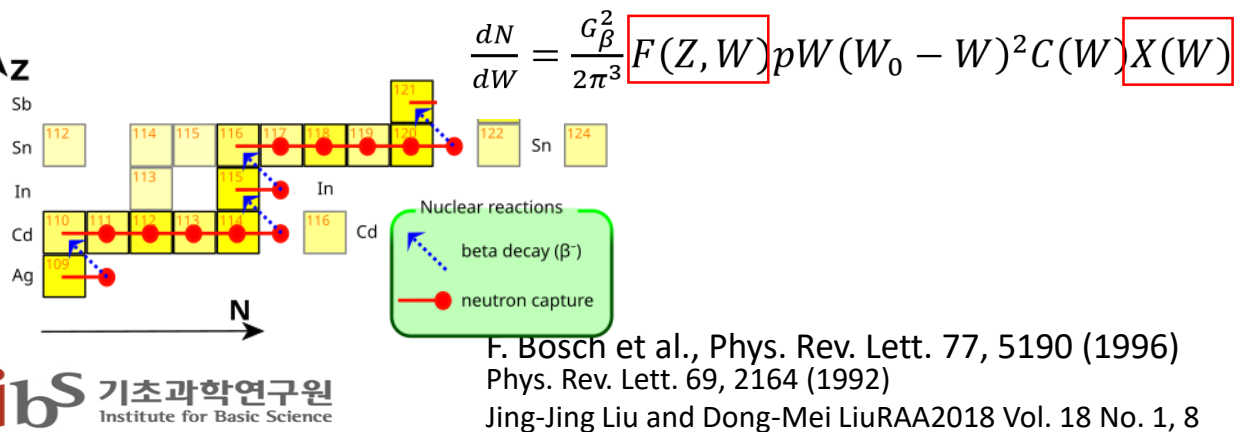 dN/dW = G_β^2/2π^3 F(Z, W)pW(W_0 − W)^2C(W)X(W)
Z
Sb 121
Sn 112 114 115 116 117 118 119 120 122 Sn 124
In 113 115 In
Cd 110 111 112 113 114 116 Cd
Ag 109
N
Nuclear reactions
beta decay (β⁻)
neutron capture
F. Bosch et al., Phys. Rev. Lett. 77, 5190 (1996)
Phys. Rev. Lett. 69, 2164 (1992)
Jing-Jing Liu and Dong-Mei LiuRAA2018 Vol. 18 No. 1, 8
ibS 기초과학연구원
Institute for Basic Science